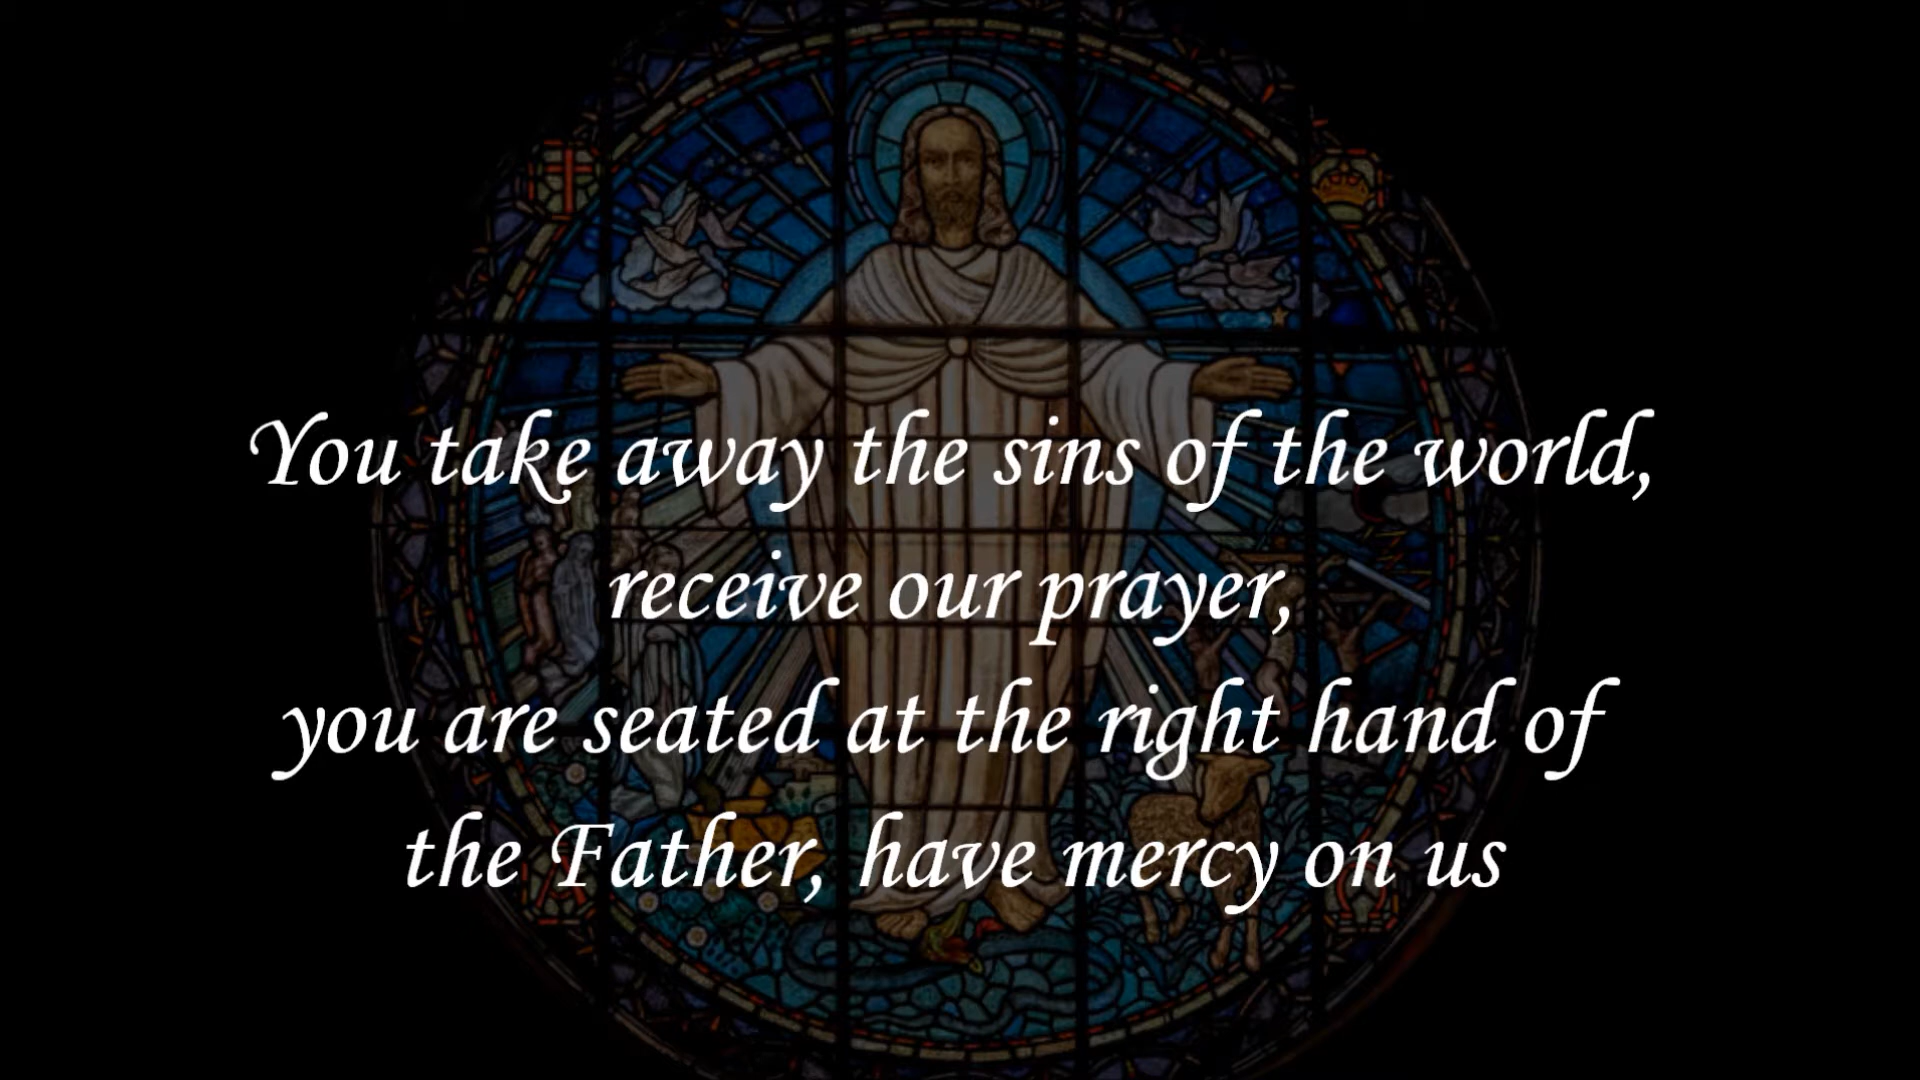 You take away the sins of the world,
receive our prayer,
you are seated at the right hand of
the Father, have mercy on us